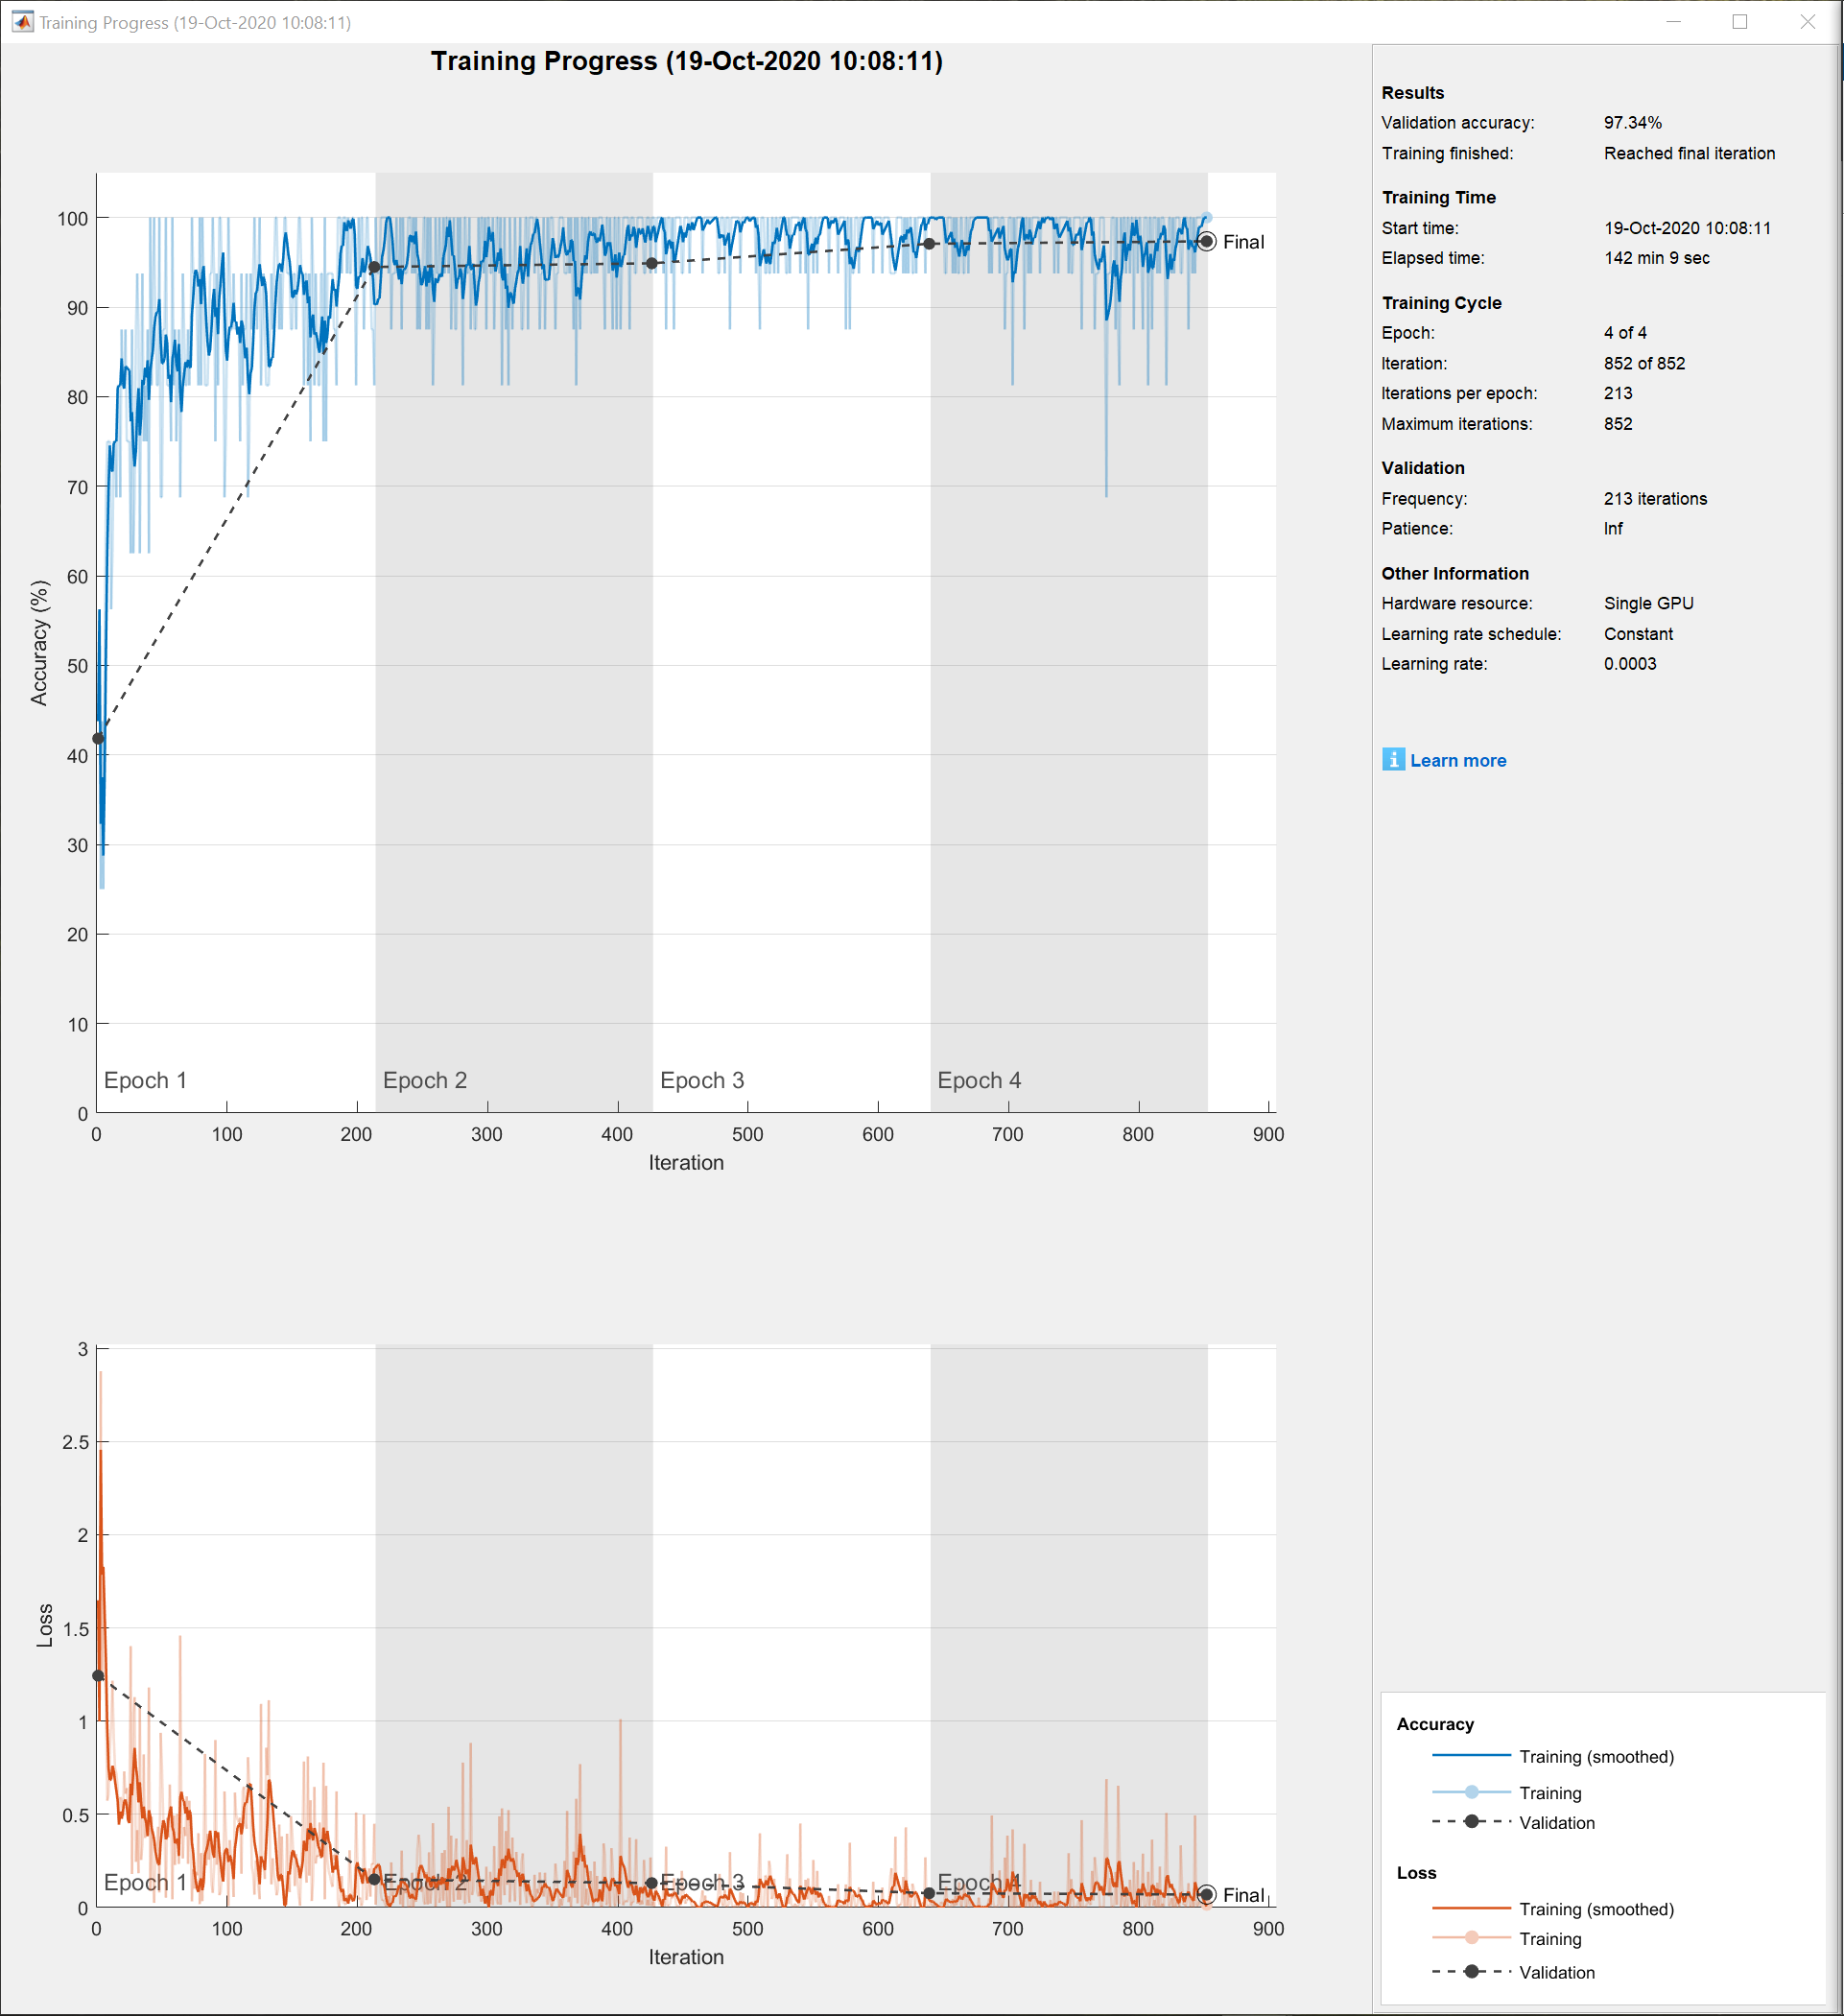 Training Progress (19-Oct-2020 10:08:11)
Training Progress (19-Oct-2020 10:08:11)
100
90
80
70
60
50
40
30
20
10
0
Accuracy (%)
Final
Epoch 1
Epoch 2
Epoch 3
Epoch 4
0 100 200 300 400 500 600 700 800 900
Iteration
3
2.5
2
1.5
1
0.5
0
Loss
Epoch 1
Epoch 2
Epoch 3
Epoch 4
Final
0 100 200 300 400 500 600 700 800 900
Iteration
Results
Validation accuracy: 97.34%
Training finished: Reached final iteration
Training Time
Start time: 19-Oct-2020 10:08:11
Elapsed time: 142 min 9 sec
Training Cycle
Epoch: 4 of 4
Iteration: 852 of 852
Iterations per epoch: 213
Maximum iterations: 852
Validation
Frequency: 213 iterations
Patience: Inf
Other Information
Hardware resource: Single GPU
Learning rate schedule: Constant
Learning rate: 0.0003
i Learn more
Accuracy
Training (smoothed)
Training
Validation
Loss
Training (smoothed)
Training
Validation